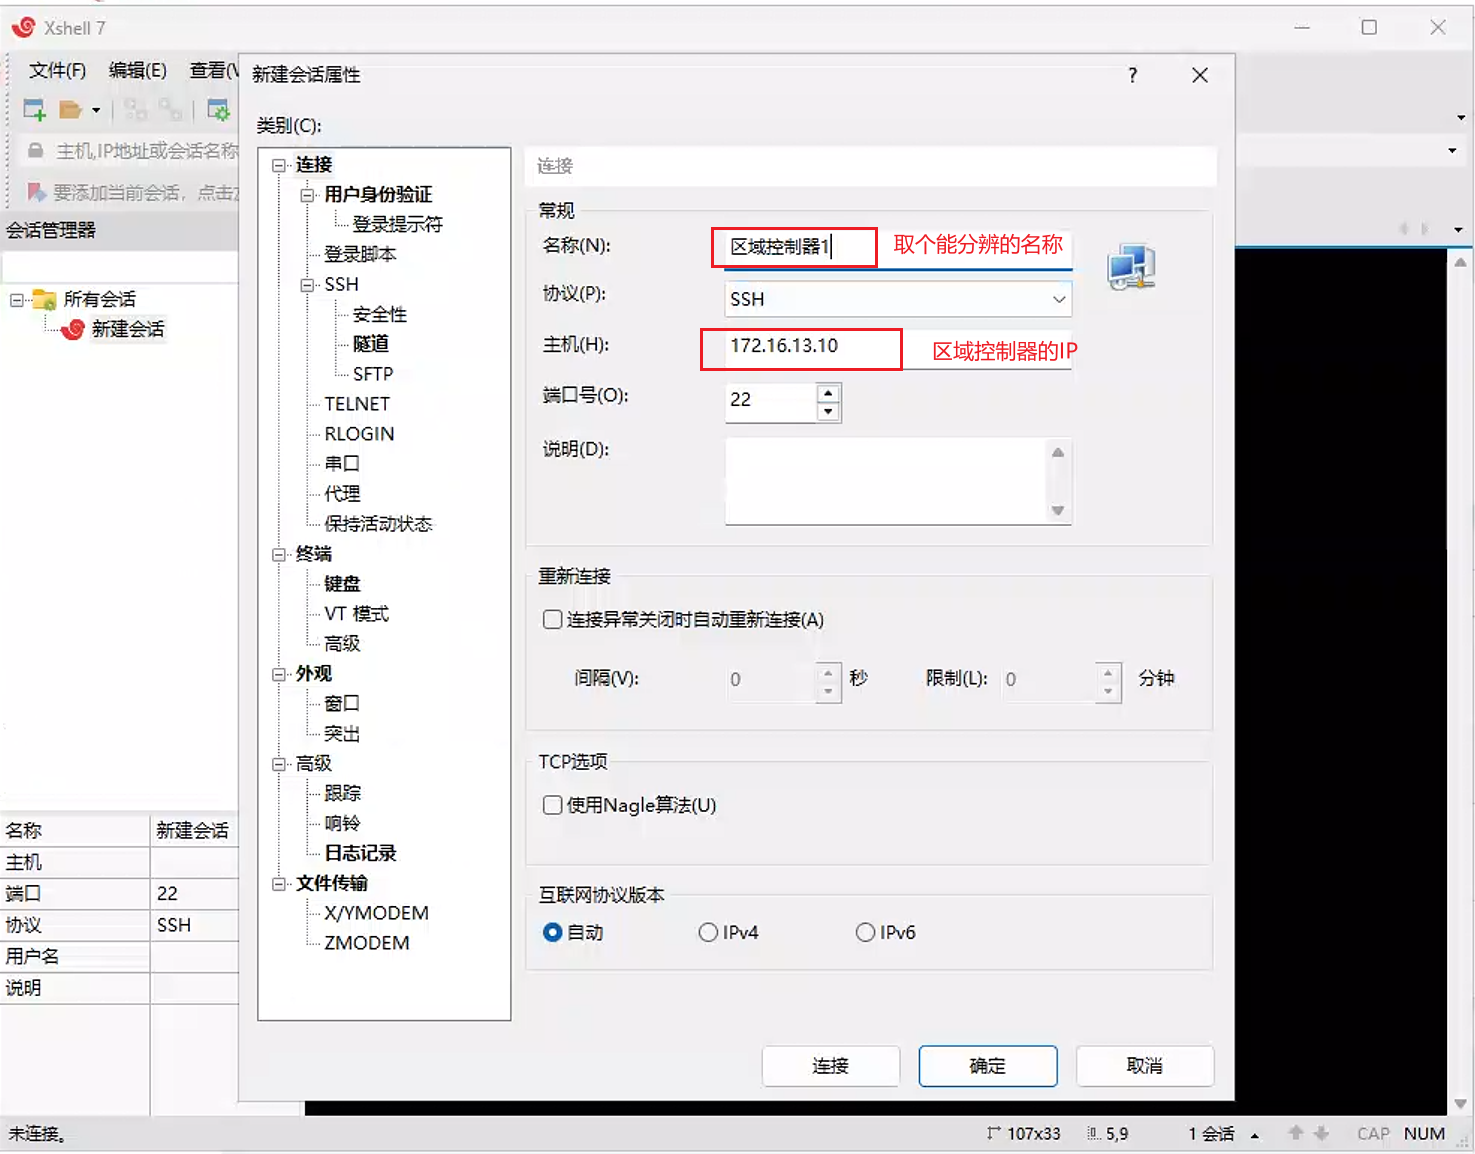 Xshell 7
文件(F) 编辑(E) 查看(V
新建会话属性
?
类别(C):
主机,IP地址或会话名称
要添加当前会话，点击
会话管理器
所有会话
新建会话
连接
用户身份验证
登录提示符
登录脚本
SSH
安全性
隧道
SFTP
TELNET
RLOGIN
串口
代理
保持活动状态
终端
键盘
VT 模式
高级
外观
窗口
突出
高级
跟踪
响铃
日志记录
文件传输
X/YMODEM
ZMODEM
连接
常规
名称(N): 区域控制器1 取个能分辨的名称
协议(P): SSH
主机(H): 172.16.13.10 区域控制器的IP
端口号(O): 22
说明(D):
重新连接
连接异常关闭时自动重新连接(A)
间隔(V): 0 秒 限制(L): 0 分钟
TCP选项
使用Nagle算法(U)
互联网协议版本
自动 IPv4 IPv6
连接 确定 取消
名称 新建会话
主机
端口 22
协议 SSH
用户名
说明
未连接。 107x33 5,9 1 会话 CAP NUM